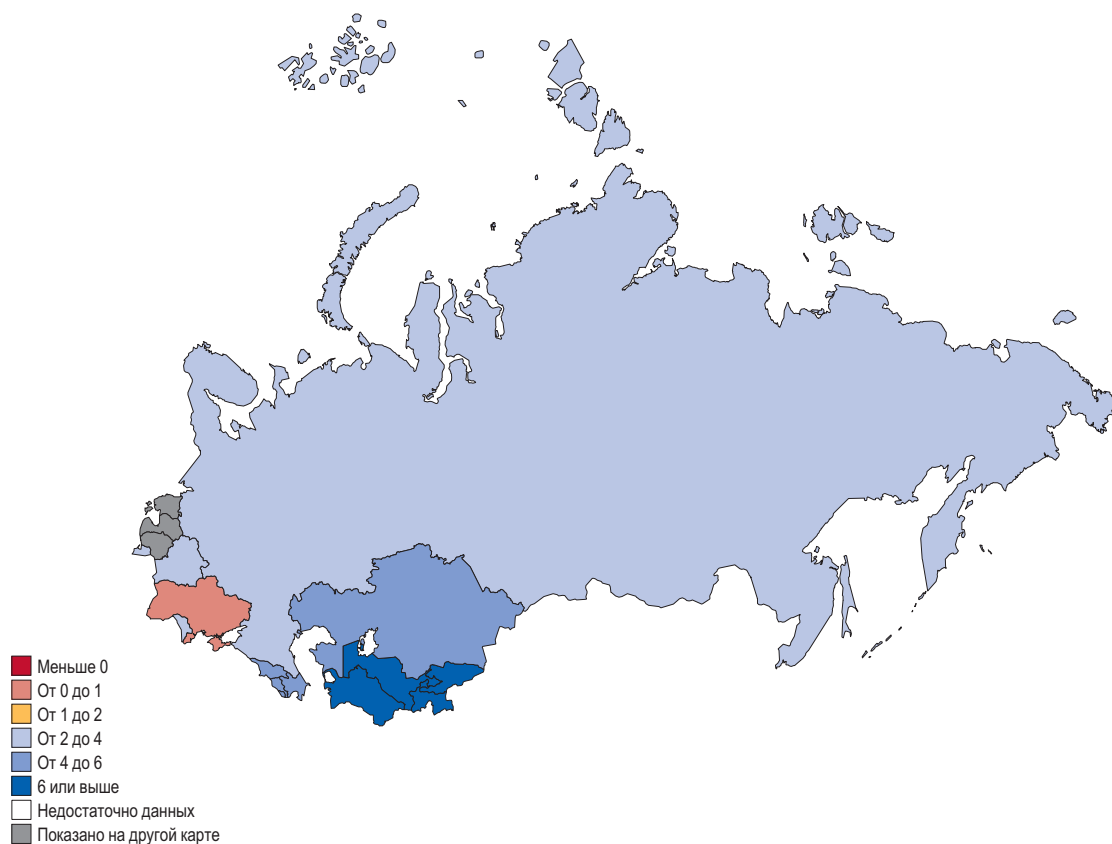 Меньше 0
От 0 до 1
От 1 до 2
От 2 до 4
От 4 до 6
6 или выше
Недостаточно данных
Показано на другой карте